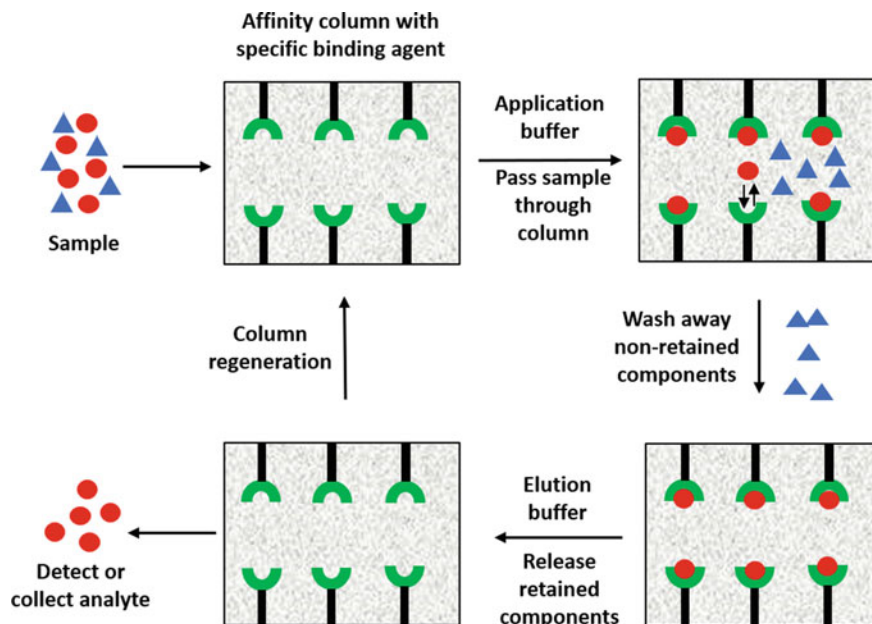 Affinity column with
specific binding agent
Sample
Application
buffer
Pass sample
through
column
Wash away
non-retained
components
Elution
buffer
Release
retained
components
Column
regeneration
Detect or
collect analyte